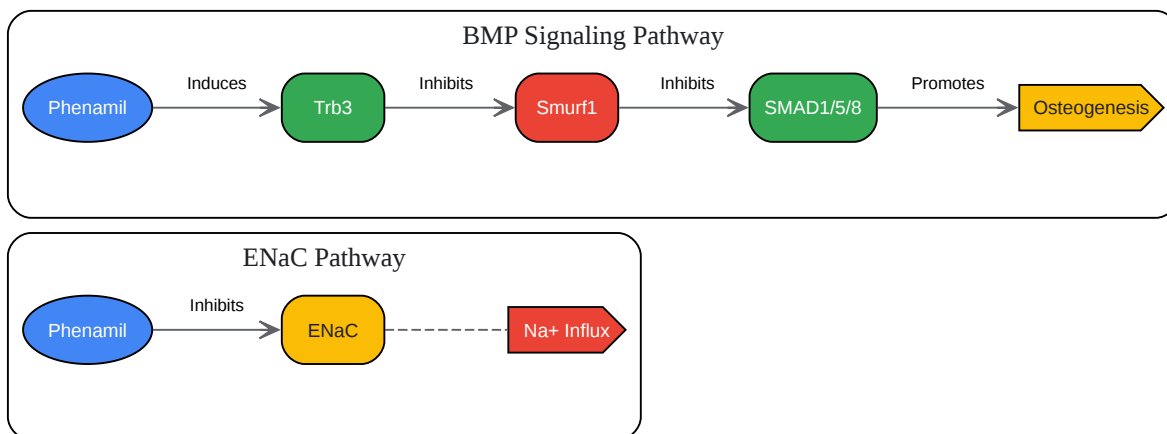 BMP Signaling Pathway
Induces
Inhibits
Inhibits
Promotes
Phenamil
Trb3
Smurf1
SMAD1/5/8
Osteogenesis
ENaC Pathway
Inhibits
Phenamil
ENaC
Na+ Influx